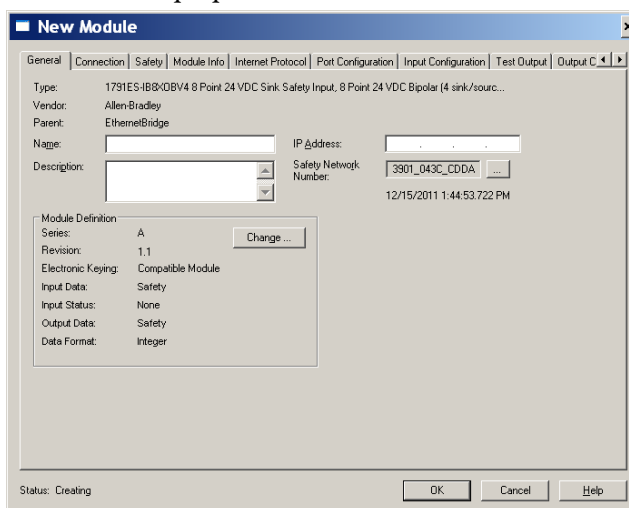 New Module
General Connection Safety Module Info Internet Protocol Port Configuration Input Configuration Test Output Output C
Type: 1791ES-IB8XOBV4 8 Point 24 VDC Sink Safety Input, 8 Point 24 VDC Bipolar (4 sink/sourc...
Vendor: Allen-Bradley
Parent: EthernetBridge
Name: IP Address: . . .
Description: Safety Network Number: 3901_043C_CDDA ...
12/15/2011 1:44:53.722 PM
Module Definition
Series: A Change ...
Revision: 1.1
Electronic Keying: Compatible Module
Input Data: Safety
Input Status: None
Output Data: Safety
Data Format: Integer
Status: Creating OK Cancel Help